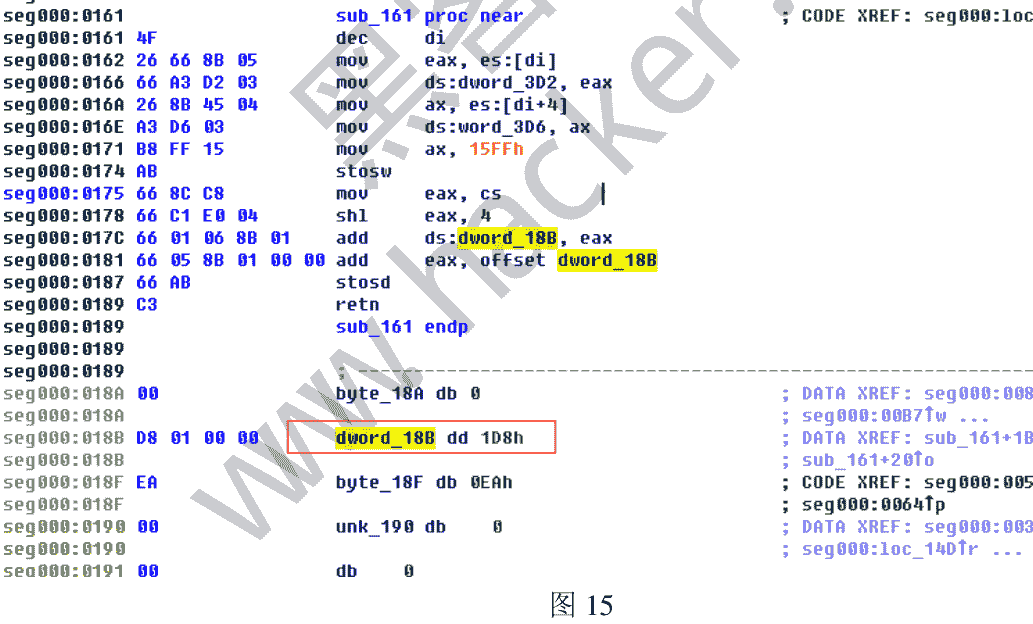 seg000:0161 sub_161 proc near ; CODE XREF: seg000:loc
seg000:0161 4F dec di
seg000:0162 26 66 8B 05 mov eax, es:[di]
seg000:0166 66 A3 D2 03 mov ds:dword_3D2, eax
seg000:016A 26 8B 45 04 mov ax, es:[di+4]
seg000:016E A3 D6 03 mov ds:word_3D6, ax
seg000:0171 B8 FF 15 mov ax, 15FFh
seg000:0174 AB stosw
seg000:0175 66 8C C8 mov eax, cs
seg000:0178 66 C1 E0 04 shl eax, 4
seg000:017C 66 01 06 8B 01 add ds:dword_18B, eax
seg000:0181 66 05 8B 01 00 00 add eax, offset dword_18B
seg000:0187 66 AB stosd
seg000:0189 C3 retn
seg000:0189 sub_161 endp
seg000:0189
seg000:0189 ; ---------------------------------------------------------------
seg000:018A 00 byte_18A db 0 ; DATA XREF: seg000:008
seg000:018A ; seg000:00B7↑w ...
seg000:018B D8 01 00 00 dword_18B dd 1D8h ; DATA XREF: sub_161+1B
seg000:018B ; sub_161+20↑o
seg000:018F EA byte_18F db 0EAh ; CODE XREF: seg000:005
seg000:018F ; seg000:0064↑p
seg000:0190 00 unk_190 db 0 ; DATA XREF: seg000:003
seg000:0190 ; seg000:loc_14D↑r ...
seg000:0191 00 db 0
图 15
www.hacker.